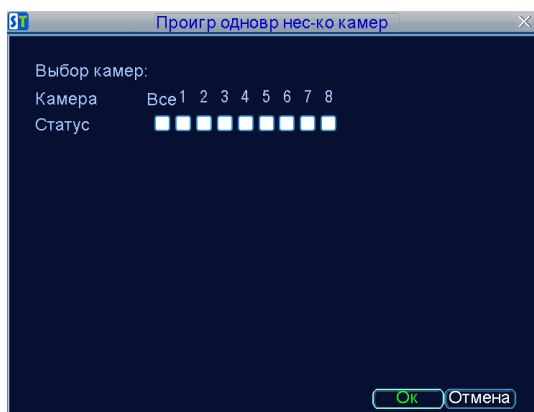 ST Проигр одновр нес-ко камер
Выбор камер:
Камера Все 1 2 3 4 5 6 7 8
Статус
Ок Отмена